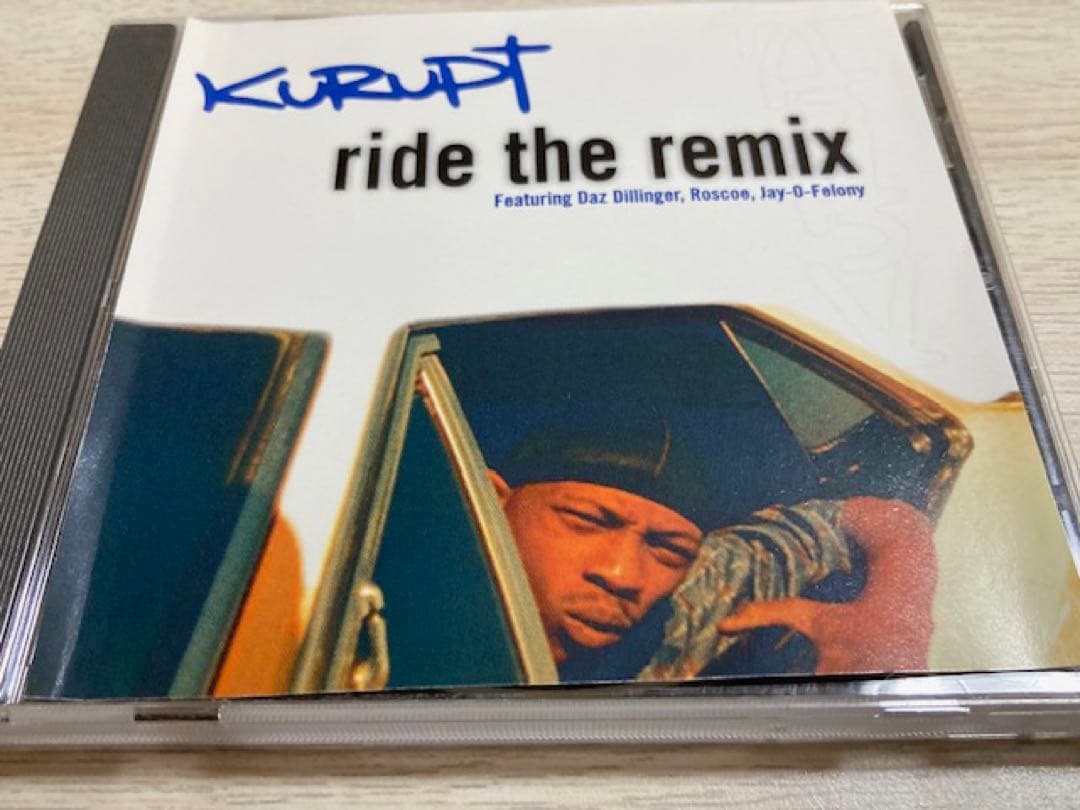 KURUPT
ride the remix
Featuring Daz Dillinger, Roscoe, Jay-O-Felony